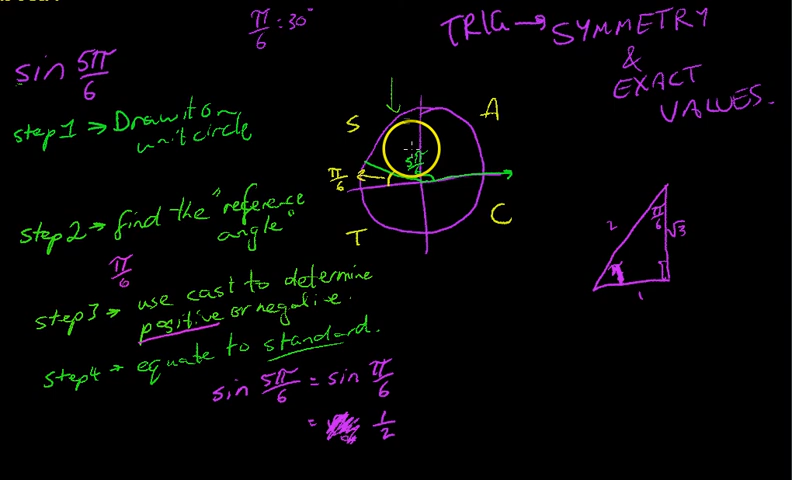 π/6 : 30°
TRIG → SYMMETRY
&
EXACT
VALUES.
sin 5π/6
step 1 → Draw it on
unit circle
step 2 → find the "reference
angle"
π/6
step 3 → use cast to determine
positive or negative.
step 4 → equate to standard.
sin 5π/6 = sin π/6
= 1/2
S
A
5π/6
π/6
T
C
π/6
2
√3
1